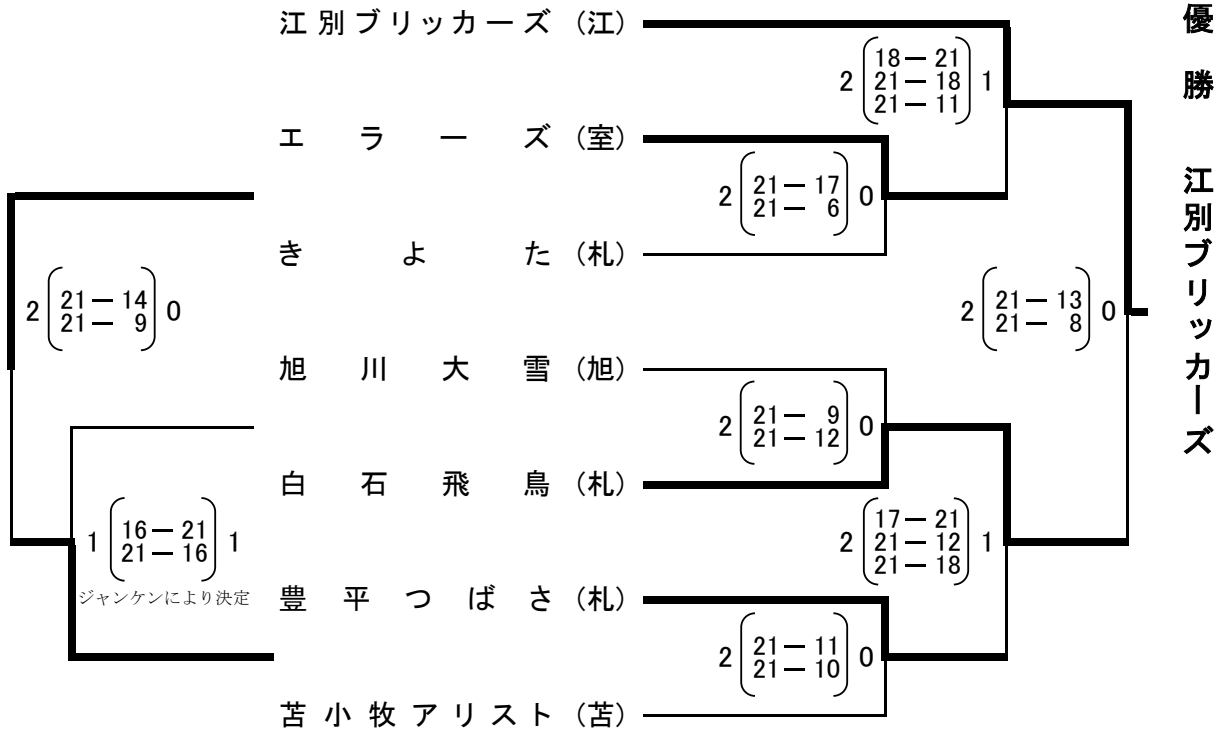 江別ブリッカーズ (江)
2 18 ― 21 1
21 ― 18
21 ― 11
エラーズ (室)
2 21 ― 17 0
21 ― 6
きよた (札)
2 21 ― 14 0
21 ― 9
2 21 ― 13 0
21 ― 8
旭川大雪 (旭)
2 21 ― 9 0
21 ― 12
白石飛鳥 (札)
1 16 ― 21 1
21 ― 16
ジャンケンにより決定
2 17 ― 21 1
21 ― 12
21 ― 18
豊平つばさ (札)
2 21 ― 11 0
21 ― 10
苫小牧アリスト (苫)
優勝 江別ブリッカーズ